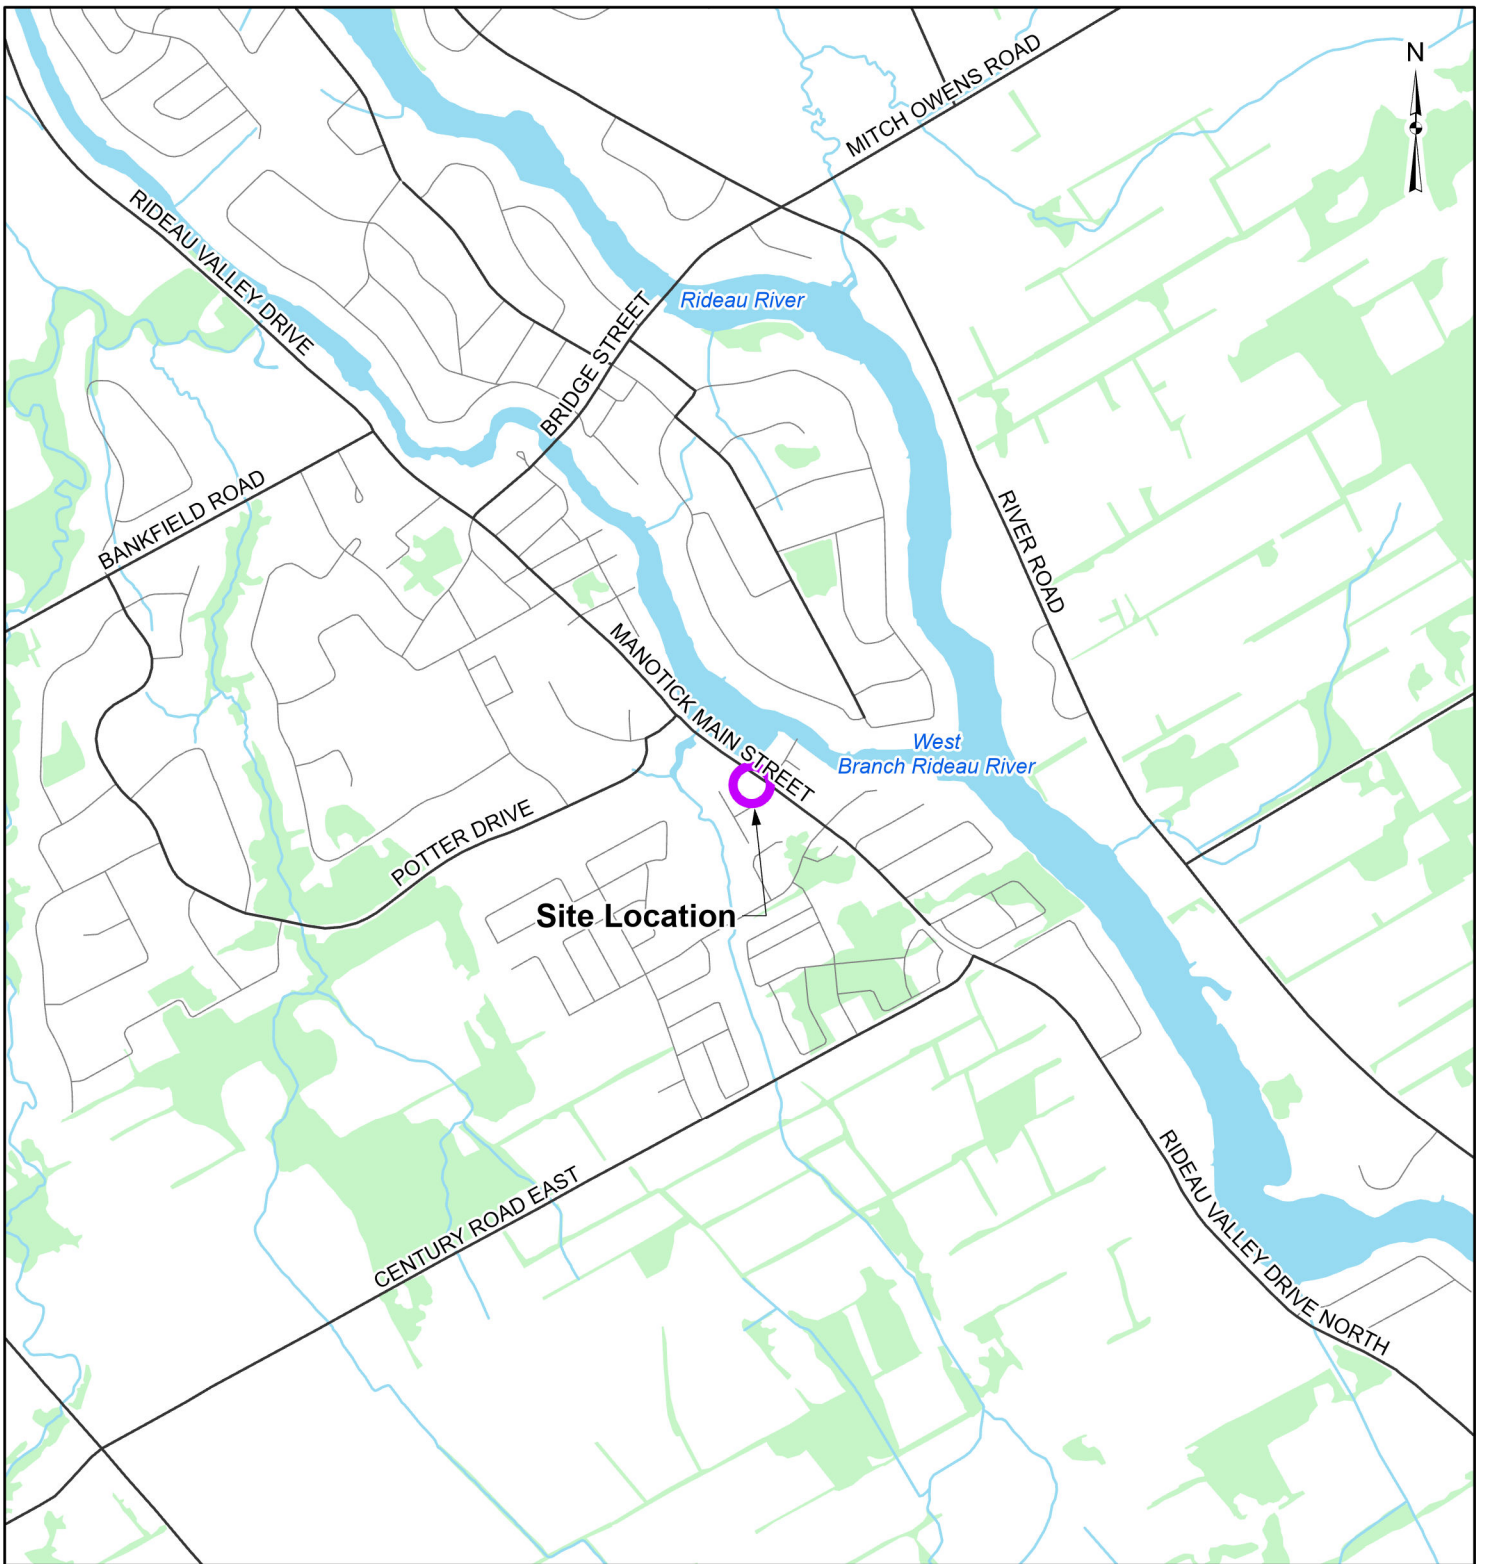 N
MITCH OWENS ROAD
RIDEAU VALLEY DRIVE
Rideau River
BRIDGE STREET
BANKFIELD ROAD
RIVER ROAD
MANOTICK MAIN STREET
West
Branch Rideau River
POTTER DRIVE
Site Location
CENTURY ROAD EAST
RIDEAU VALLEY DRIVE NORTH